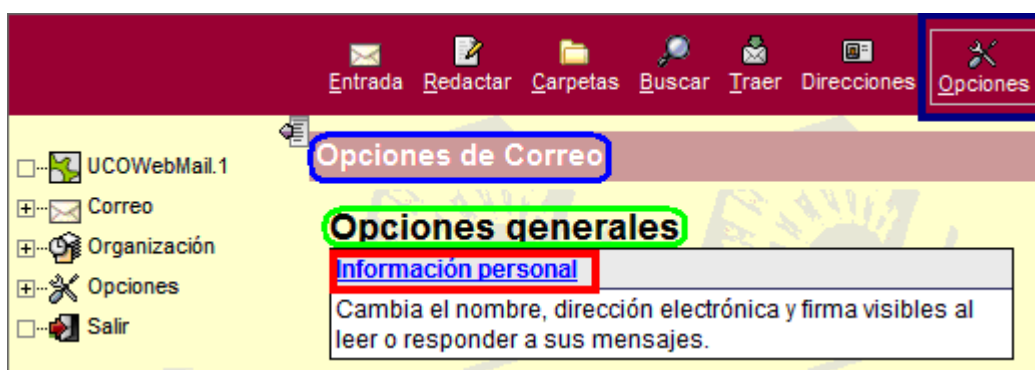 Entrada Redactar Carpetas Buscar Traer Direcciones Opciones
UCOWebMail.1
Correo
Organización
Opciones
Salir
Opciones de Correo
Opciones generales
Información personal
Cambia el nombre, dirección electrónica y firma visibles al
leer o responder a sus mensajes.